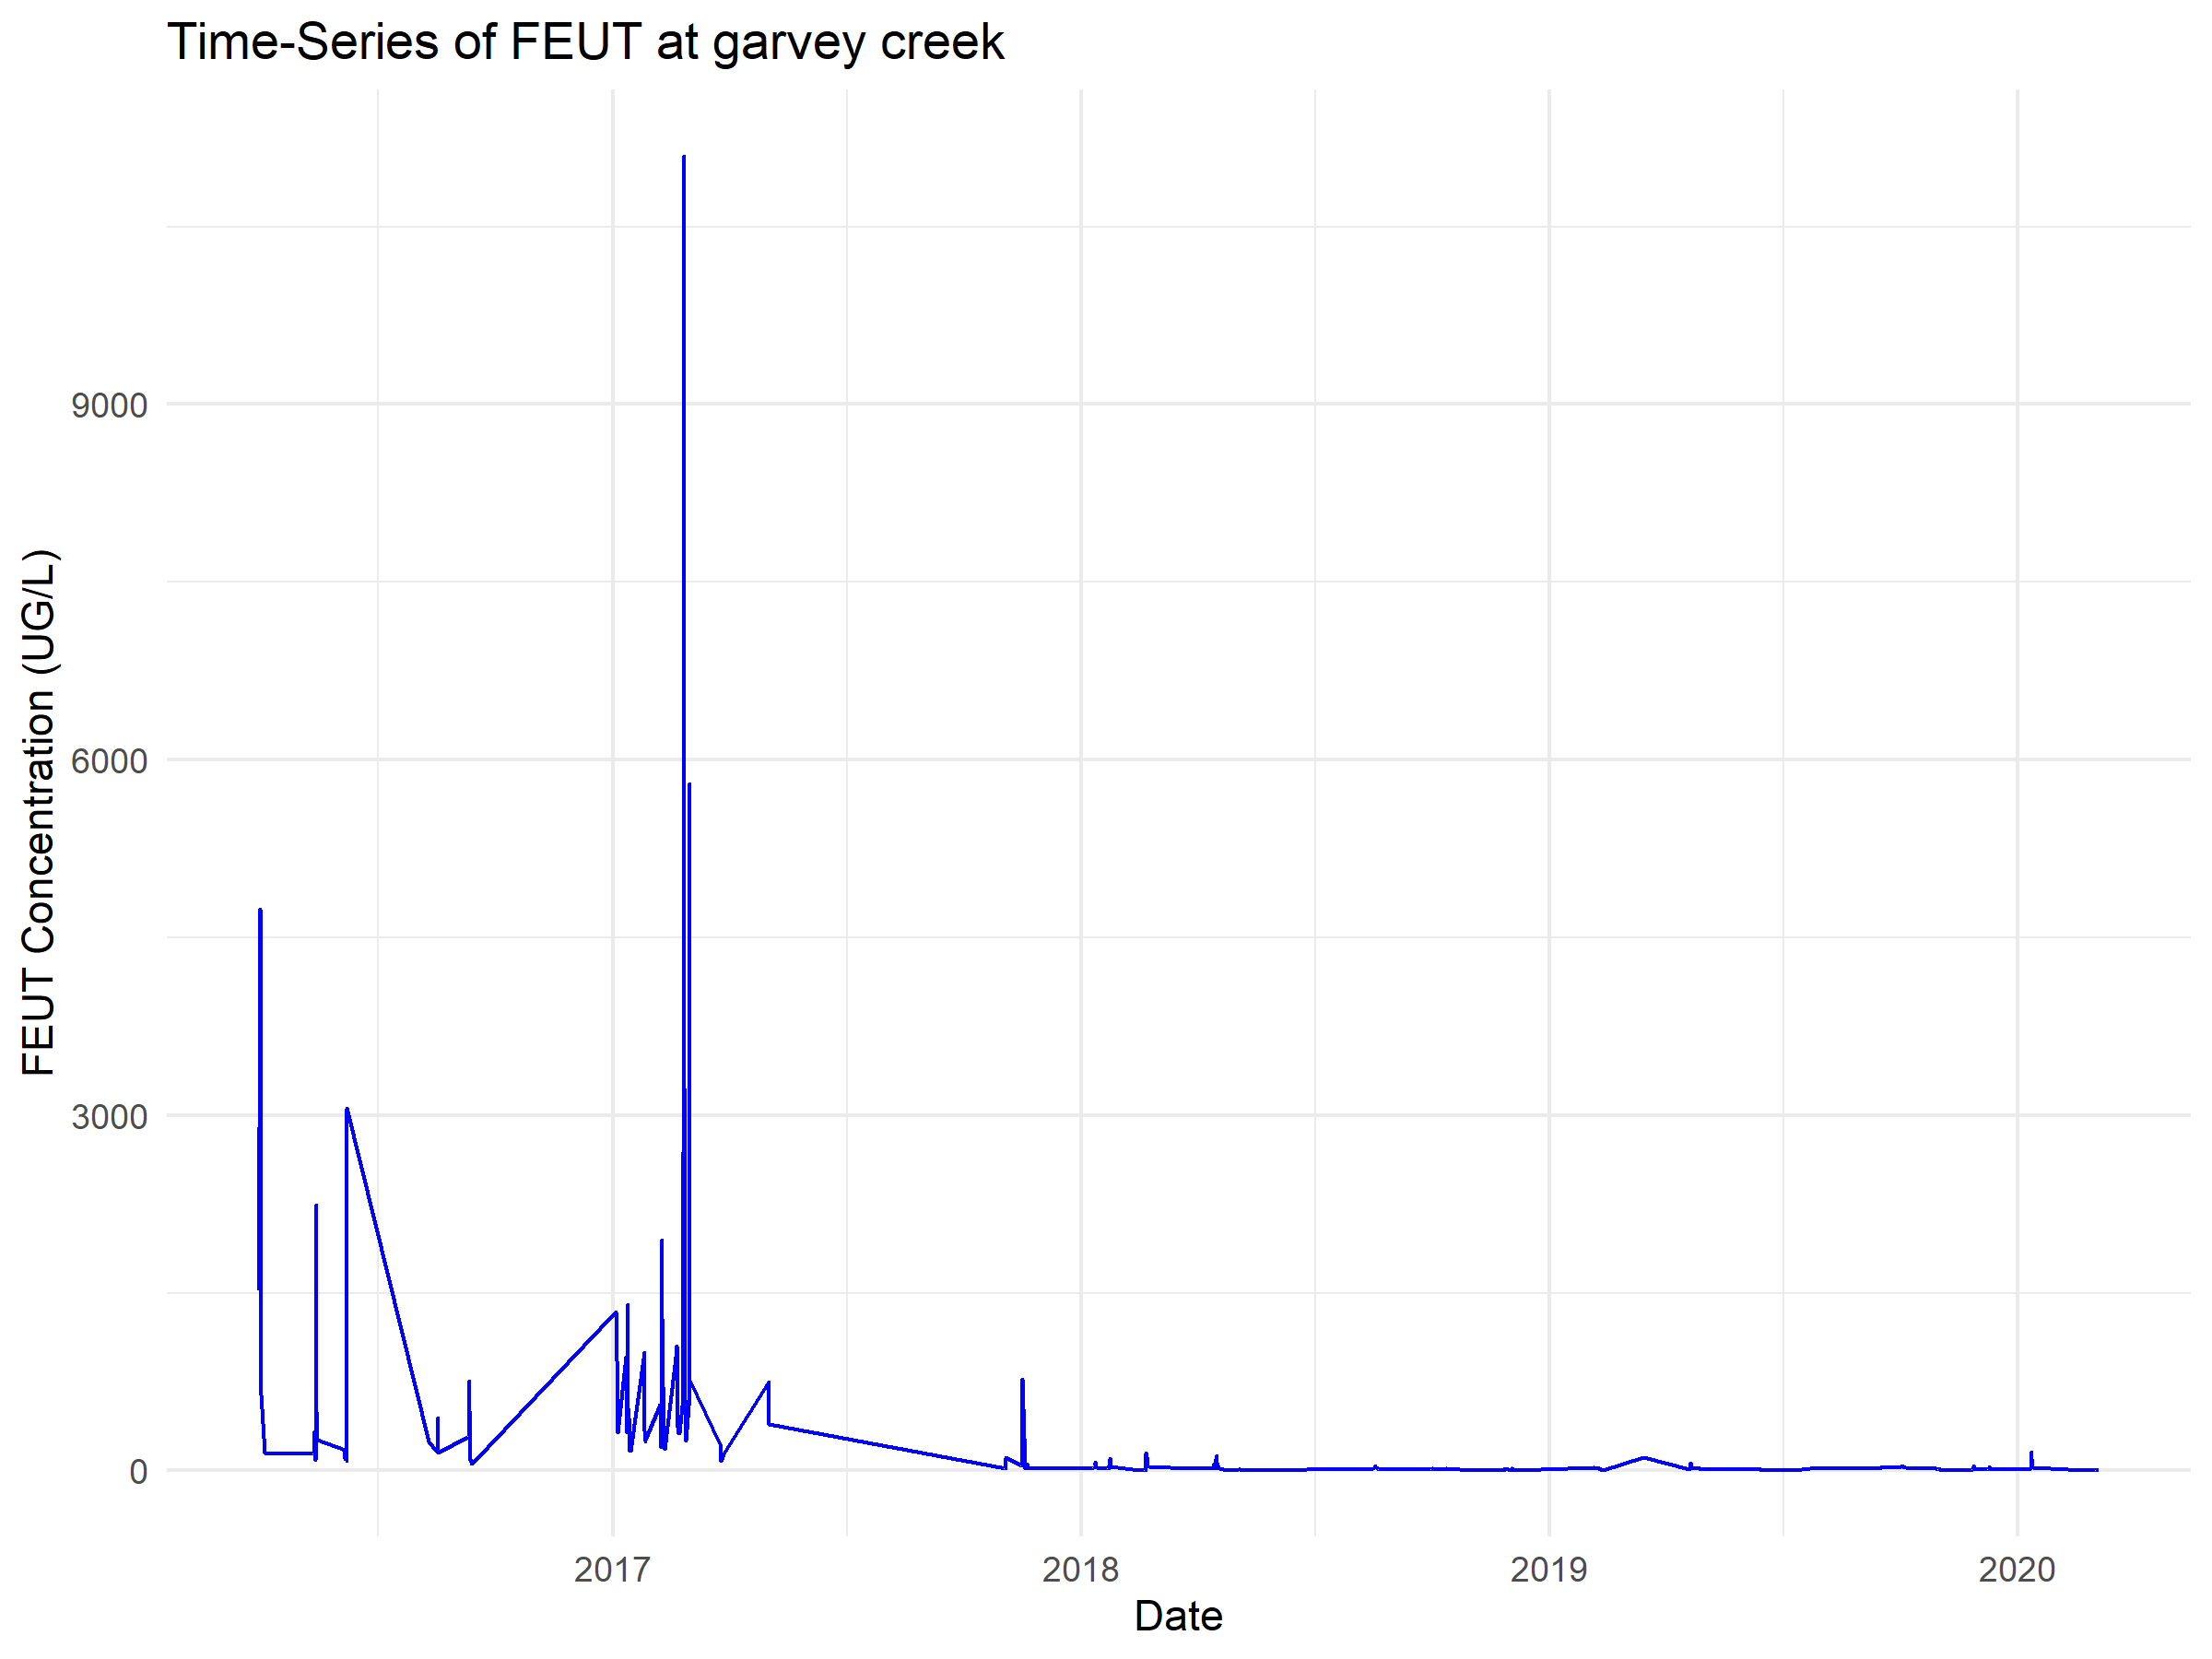 Time-Series of FEUT at garvey creek
FEUT Concentration (UG/L)
9000
6000
3000
0
2017 2018 2019 2020
Date